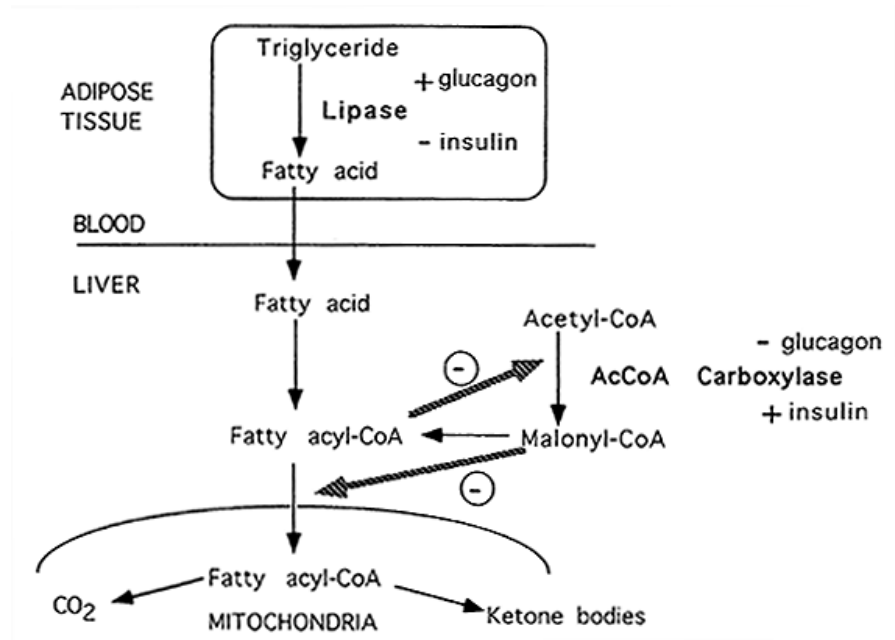 Triglyceride
+ glucagon
ADIPOSE
TISSUE
Lipase
- insulin
Fatty acid
BLOOD
LIVER
Fatty acid
Acetyl-CoA
- glucagon
-
AcCoA Carboxylase
+ insulin
Fatty acyl-CoA
Malonyl-CoA
-
Fatty acyl-CoA
CO2
MITOCHONDRIA
Ketone bodies